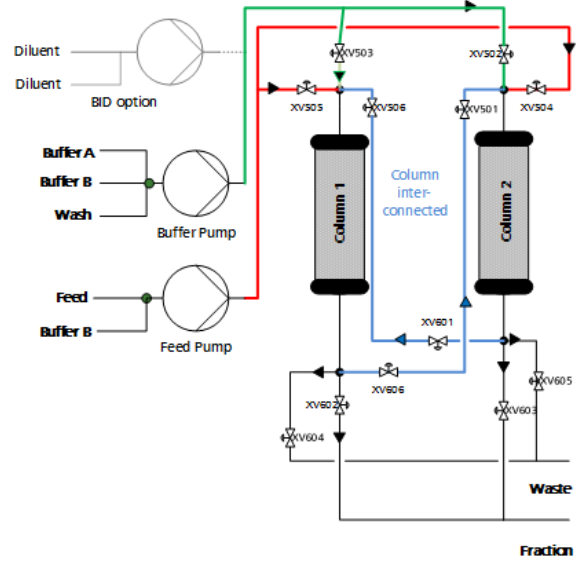 Diluent
Diluent
BID option
XV503
XV502
XV505
XV506
XV501
XV504
Buffer A
Buffer B
Wash
Buffer Pump
Column 1
Column
inter-
connected
Column 2
Feed
Buffer B
Feed Pump
XV601
XV606
XV605
XV602
XV603
XV604
Waste
Fraction